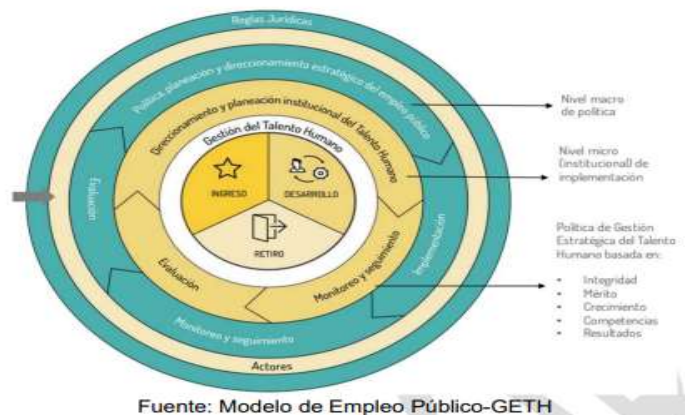 Reglas Jurídicas
Política, planeación y direccionamiento estratégico del empleo público
Direccionamiento y planeación institucional del Talento Humano
Gestión del Talento Humano
INGRESO
DESARROLLO
RETIRO
Evaluación
Implementación
Evaluación
Monitoreo y seguimiento
Monitoreo y seguimiento
Actores
Nivel macro
de política
Nivel micro
(institucional) de
implementación
Política de Gestión
Estratégica del Talento
Humano basada en:
• Integridad
• Mérito
• Crecimiento
• Competencias
• Resultados
Fuente: Modelo de Empleo Público-GETH